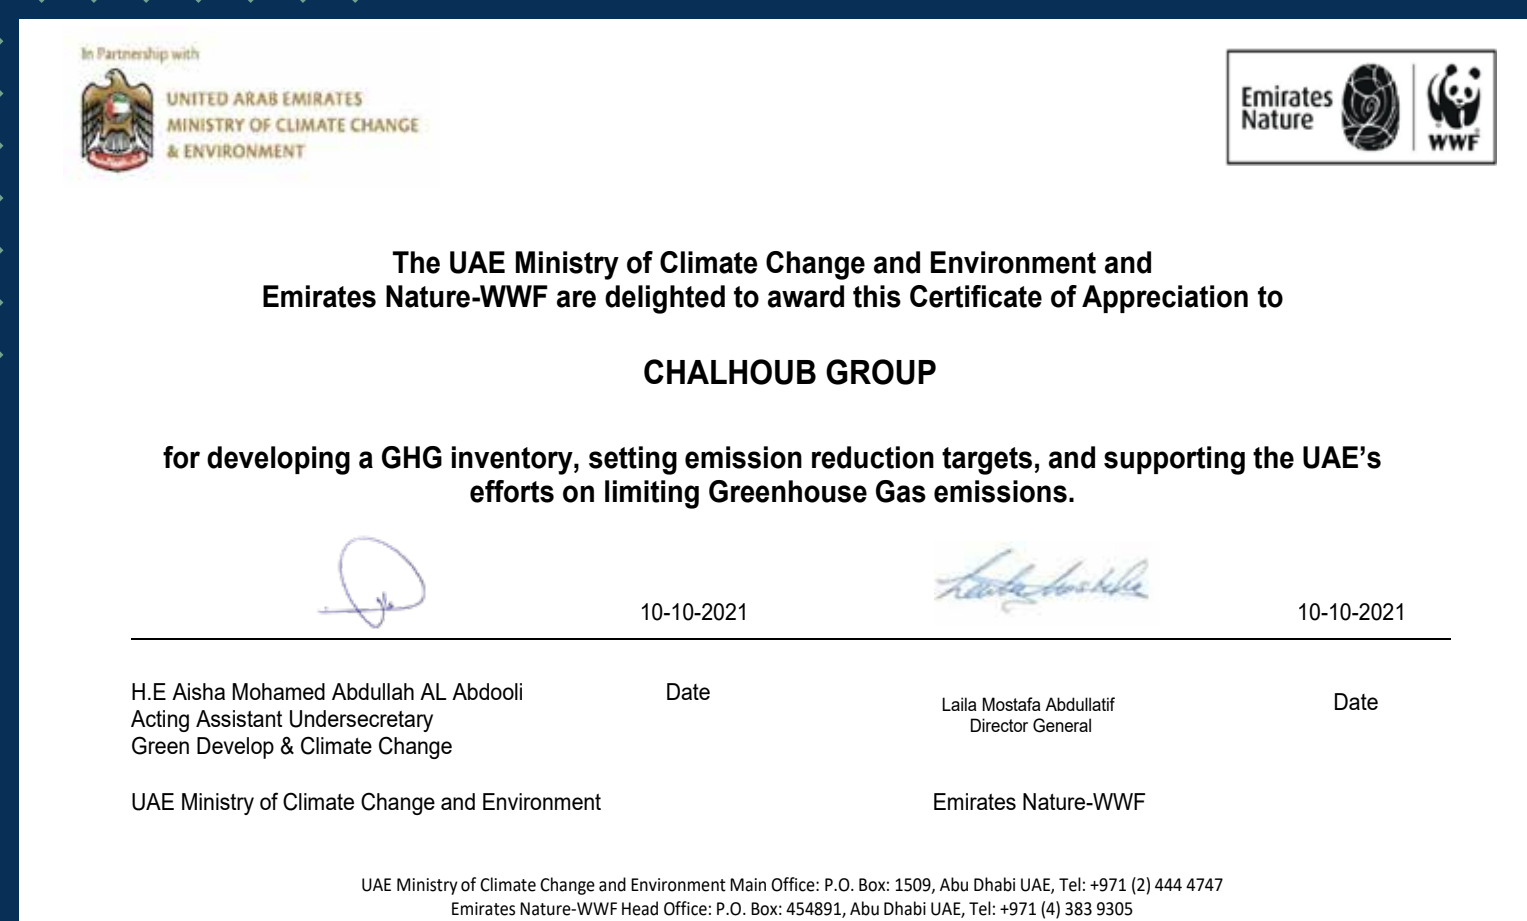 In Partnership with
UNITED ARAB EMIRATES
MINISTRY OF CLIMATE CHANGE
& ENVIRONMENT
Emirates
Nature
WWF
The UAE Ministry of Climate Change and Environment and
Emirates Nature-WWF are delighted to award this Certificate of Appreciation to
CHALHOUB GROUP
for developing a GHG inventory, setting emission reduction targets, and supporting the UAE’s
efforts on limiting Greenhouse Gas emissions.
10-10-2021
10-10-2021
H.E Aisha Mohamed Abdullah AL Abdooli
Acting Assistant Undersecretary
Green Develop & Climate Change
Date
Laila Mostafa Abdullatif
Director General
Date
UAE Ministry of Climate Change and Environment
Emirates Nature-WWF
UAE Ministry of Climate Change and Environment Main Office: P.O. Box: 1509, Abu Dhabi UAE, Tel: +971 (2) 444 4747
Emirates Nature-WWF Head Office: P.O. Box: 454891, Abu Dhabi UAE, Tel: +971 (4) 383 9305